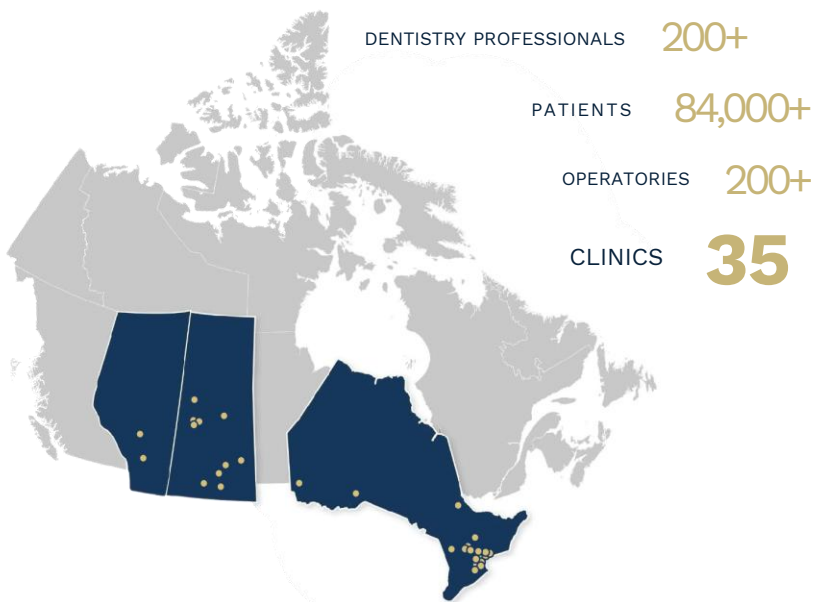 DENTISTRY PROFESSIONALS 200+
PATIENTS 84,000+
OPERATORIES 200+
CLINICS 35